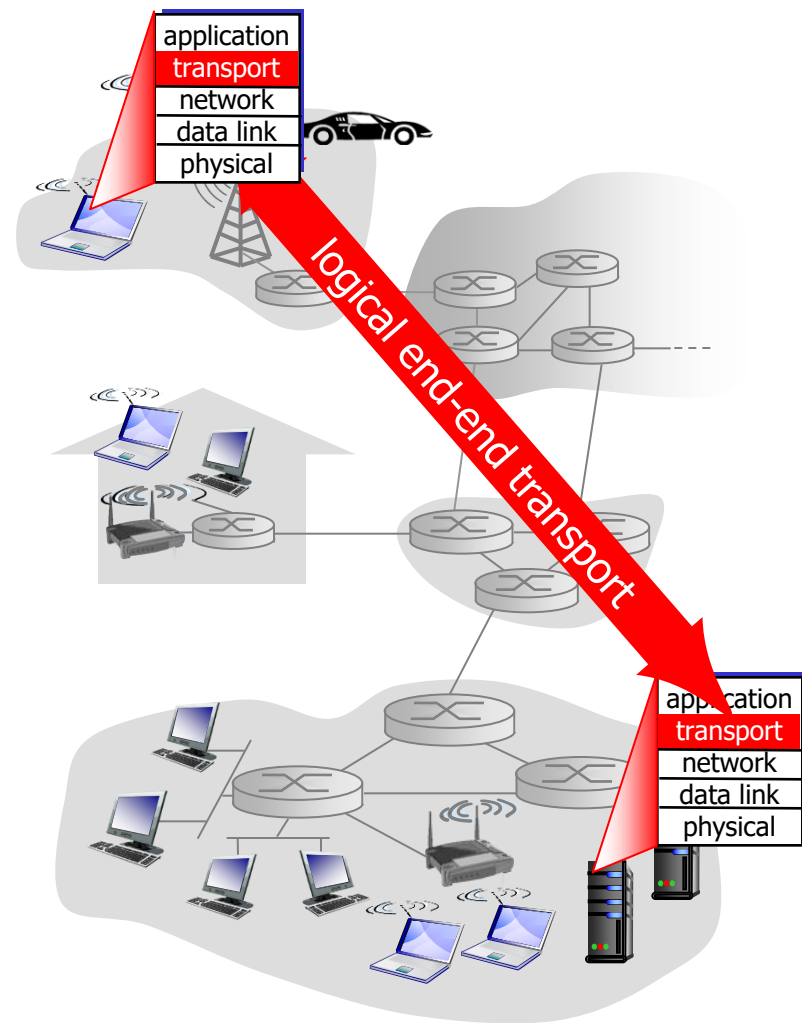 application
transport
network
data link
physical
logical end-end transport
application
transport
network
data link
physical